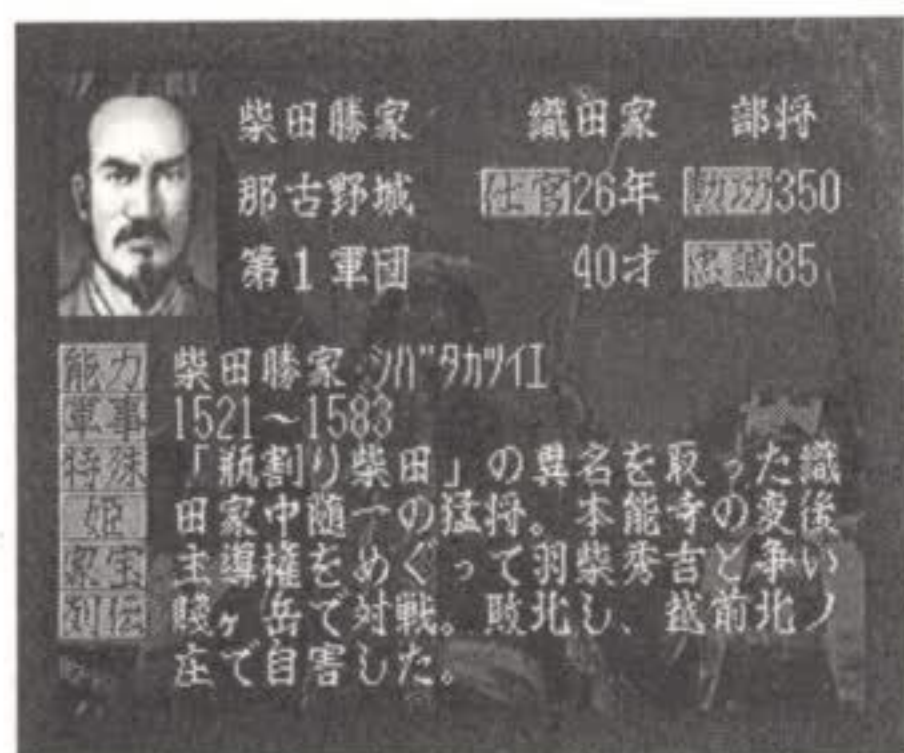 柴田勝家 織田家 部将
那古野城 仕官26年 勲功350
第1軍団 40才 忠誠85
能力 柴田勝家 シバタカツイエ
軍事 1521～1583
特殊 「瓶割り柴田」の異名を取った織
姫 田家中随一の猛将。本能寺の変後
家宝 主導権をめぐって羽柴秀吉と争い
列伝 賤ヶ岳で対戦。敗北し、越前北ノ
庄で自害した。